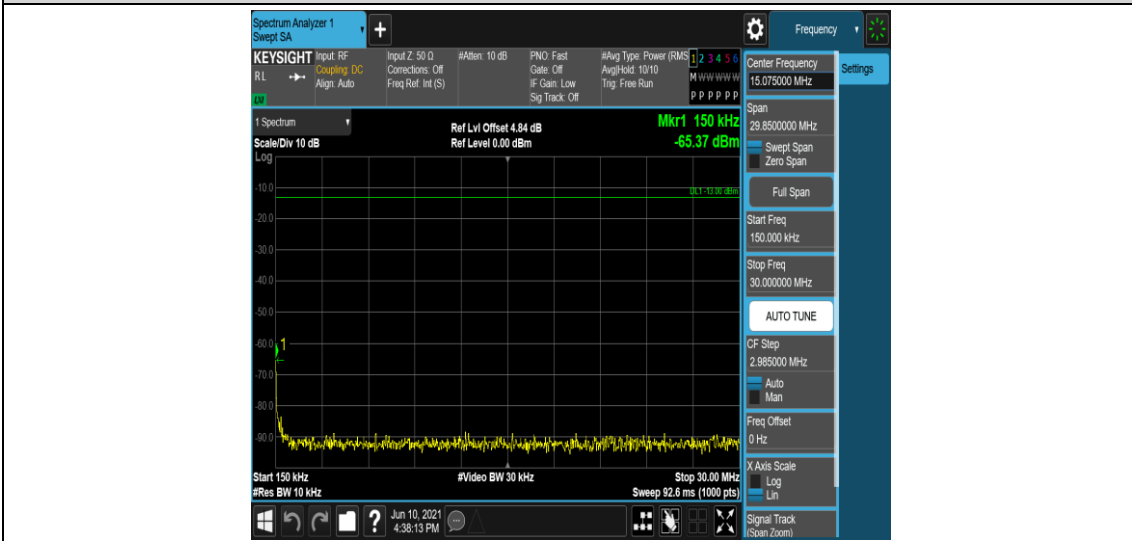 Spectrum Analyzer 1
Swept SA
+
Frequency
KEYSIGHT
RL
LXI
Input: RF
Coupling: DC
Align: Auto
Input Z: 50 Ω
Corrections: Off
Freq Ref: Int (S)
#Atten: 10 dB
PNO: Fast
Gate: Off
IF Gain: Low
Sig Track: Off
#Avg Type: Power (RMS
Avg|Hold: 10/10
Trig: Free Run
1 2 3 4 5 6
M W W W W W
P P P P P P
Center Frequency
15.075000 MHz
Settings
1 Spectrum
Scale/Div 10 dB
Ref Lvl Offset 4.84 dB
Ref Level 0.00 dBm
Mkr1 150 kHz
-65.37 dBm
Log
-10.0
-20.0
-30.0
-40.0
-50.0
-60.0
-70.0
-80.0
-90.0
DL1 -13.00 dBm
1
Start 150 kHz
#Res BW 10 kHz
#Video BW 30 kHz
Stop 30.00 MHz
Sweep 92.6 ms (1000 pts)
Span
29.8500000 MHz
Swept Span
Zero Span
Full Span
Start Freq
150.000 kHz
Stop Freq
30.000000 MHz
AUTO TUNE
CF Step
2.985000 MHz
Auto
Man
Freq Offset
0 Hz
X Axis Scale
Log
Lin
Signal Track
(Span Zoom)
?
Jun 10, 2021
4:38:13 PM